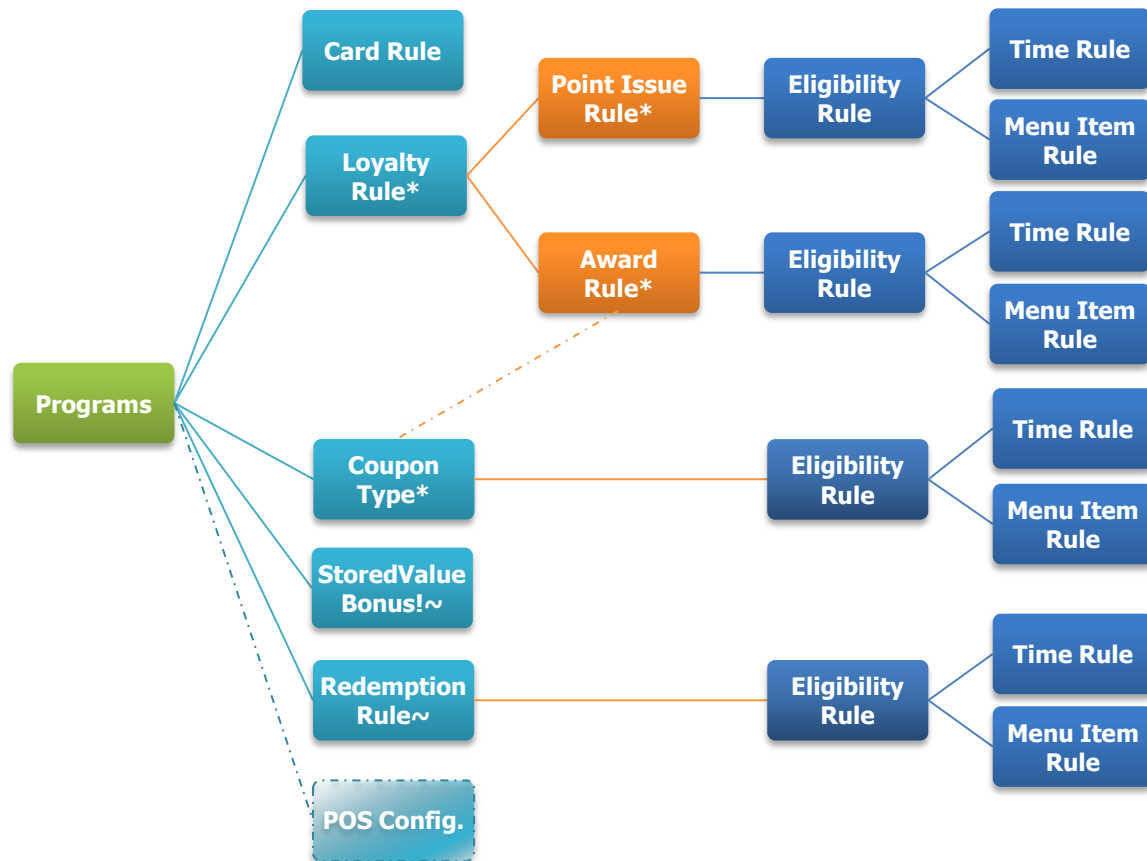 Programs
Card Rule
Loyalty
Rule*
Point Issue
Rule*
Eligibility
Rule
Time Rule
Menu Item
Rule
Award
Rule*
Eligibility
Rule
Time Rule
Menu Item
Rule
Coupon
Type*
Eligibility
Rule
Time Rule
Menu Item
Rule
StoredValue
Bonus!~
Redemption
Rule~
Eligibility
Rule
Time Rule
Menu Item
Rule
POS Config.